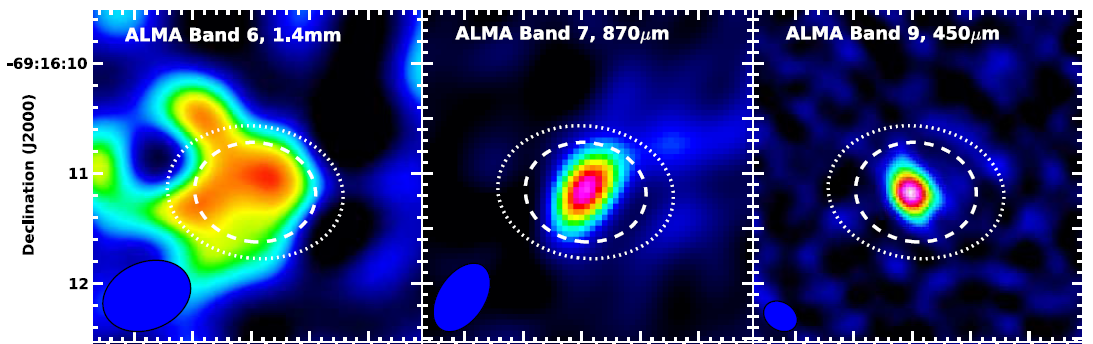 ALMA Band 6, 1.4mm
ALMA Band 7, 870μm
ALMA Band 9, 450μm
-69:16:10
11
12
Declination (J2000)